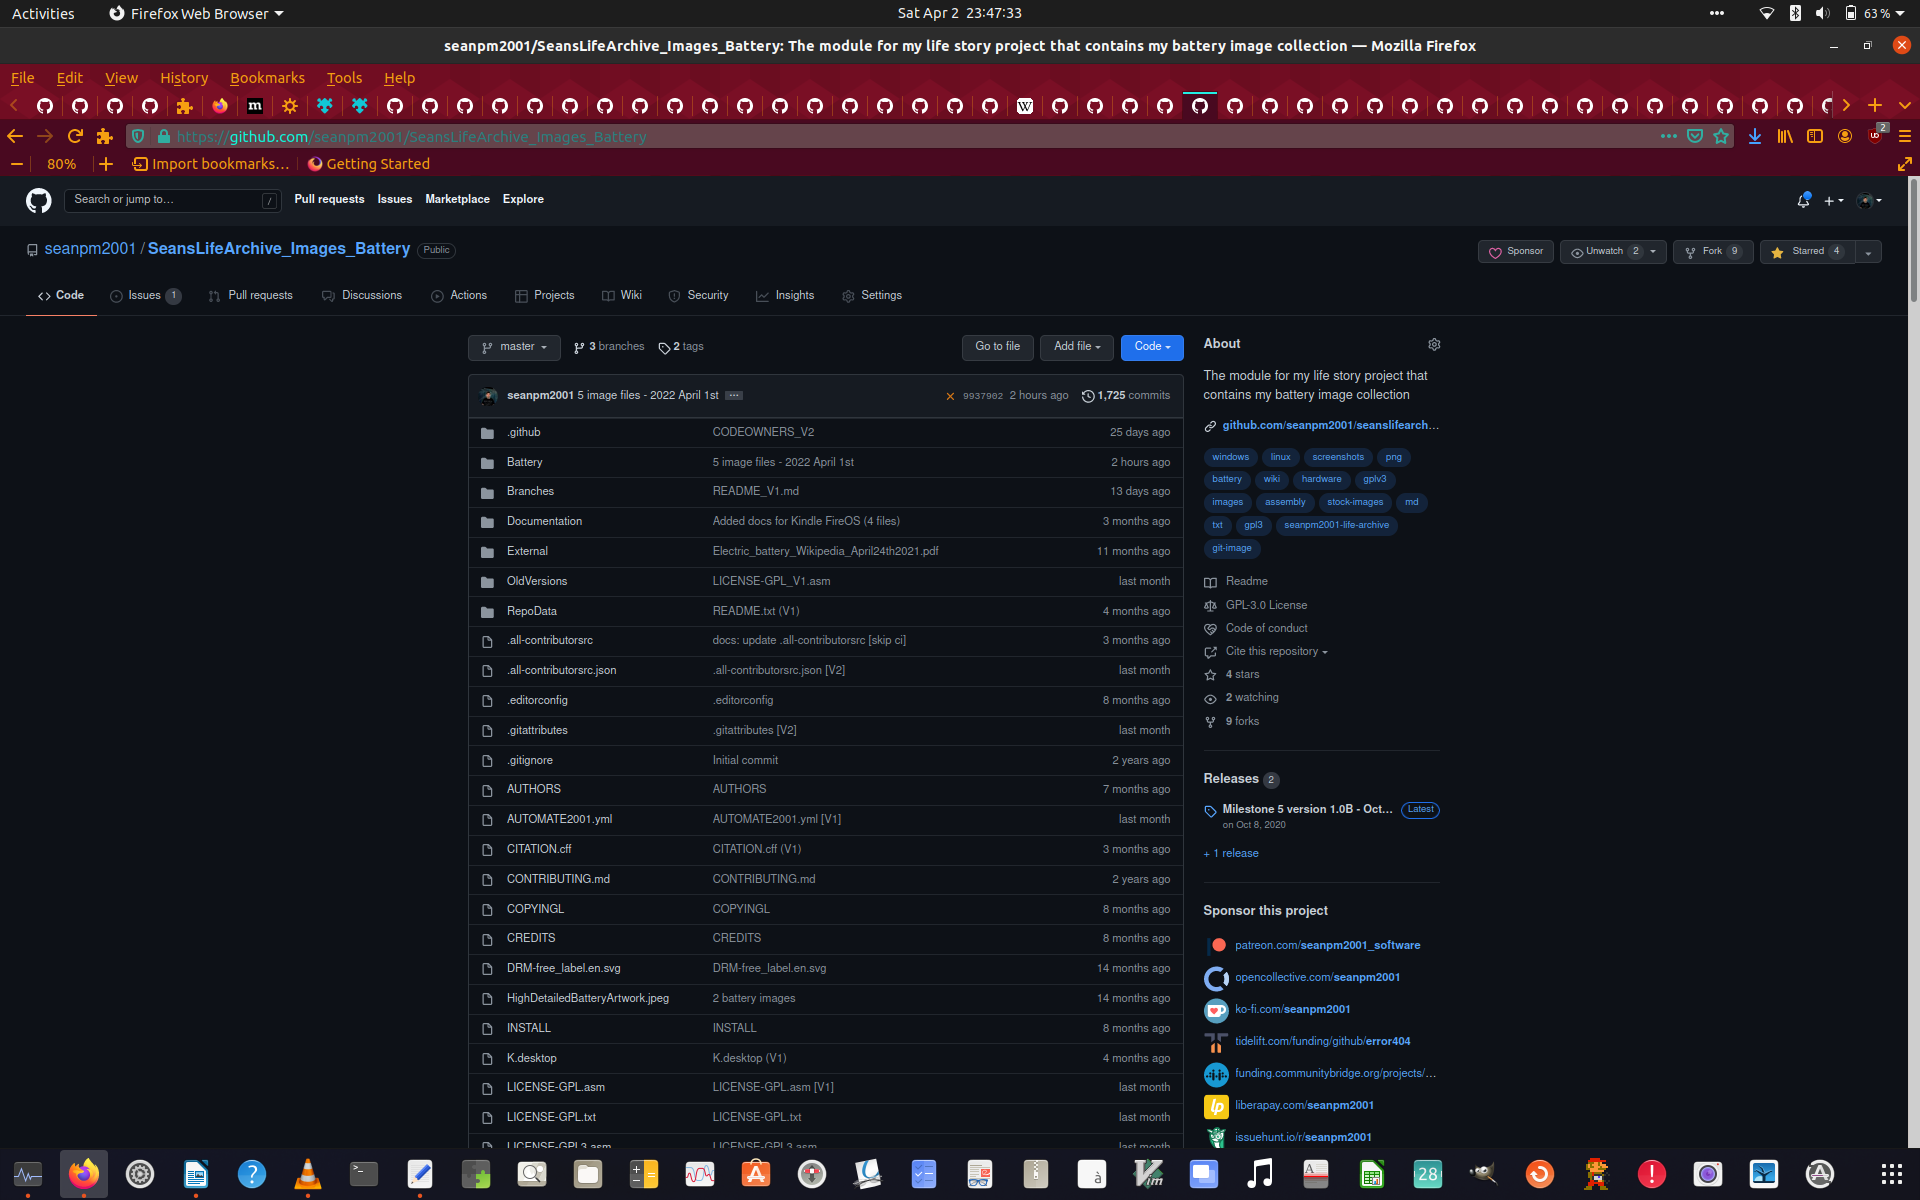 Activities
Firefox Web Browser
Sat Apr 2 23:47:33
63 %
seanpm2001/SeansLifeArchive_Images_Battery: The module for my life story project that contains my battery image collection — Mozilla Firefox
File Edit View History Bookmarks Tools Help
https://github.com/seanpm2001/SeansLifeArchive_Images_Battery
2
80%
Import bookmarks...
Getting Started
Search or jump to...
/
Pull requests Issues Marketplace Explore
seanpm2001 / SeansLifeArchive_Images_Battery Public
Sponsor
Unwatch 2
Fork 9
Starred 4
Code
Issues 1
Pull requests
Discussions
Actions
Projects
Wiki
Security
Insights
Settings
master
3 branches
2 tags
Go to file
Add file
Code
seanpm2001 5 image files - 2022 April 1st
9937902 2 hours ago
1,725 commits
.github CODEOWNERS_V2 25 days ago
Battery 5 image files - 2022 April 1st 2 hours ago
Branches README_V1.md 13 days ago
Documentation Added docs for Kindle FireOS (4 files) 3 months ago
External Electric_battery_Wikipedia_April24th2021.pdf 11 months ago
OldVersions LICENSE-GPL_V1.asm last month
RepoData README.txt (V1) 4 months ago
.all-contributorsrc docs: update .all-contributorsrc [skip ci] 3 months ago
.all-contributorsrc.json .all-contributorsrc.json [V2] last month
.editorconfig .editorconfig 8 months ago
.gitattributes .gitattributes [V2] last month
.gitignore Initial commit 2 years ago
AUTHORS AUTHORS 7 months ago
AUTOMATE2001.yml AUTOMATE2001.yml [V1] last month
CITATION.cff CITATION.cff (V1) 3 months ago
CONTRIBUTING.md CONTRIBUTING.md 2 years ago
COPYINGL COPYINGL 8 months ago
CREDITS CREDITS 8 months ago
DRM-free_label.en.svg DRM-free_label.en.svg 14 months ago
HighDetailedBatteryArtwork.jpeg 2 battery images 14 months ago
INSTALL INSTALL 8 months ago
K.desktop K.desktop (V1) 4 months ago
LICENSE-GPL.asm LICENSE-GPL.asm [V1] last month
LICENSE-GPL.txt LICENSE-GPL.txt last month
LICENSE-GPL3.asm LICENSE-GPL3.asm last month
About
The module for my life story project that
contains my battery image collection
github.com/seanpm2001/seanslifearch...
windows linux screenshots png
battery wiki hardware gplv3
images assembly stock-images md
txt gpl3 seanpm2001-life-archive
git-image
Readme
GPL-3.0 License
Code of conduct
Cite this repository
4 stars
2 watching
9 forks
Releases 2
Milestone 5 version 1.0B - Oct... Latest
on Oct 8, 2020
+ 1 release
Sponsor this project
patreon.com/seanpm2001_software
opencollective.com/seanpm2001
ko-fi.com/seanpm2001
tidelift.com/funding/github/error404
funding.communitybridge.org/projects/...
liberapay.com/seanpm2001
issuehunt.io/r/seanpm2001
28